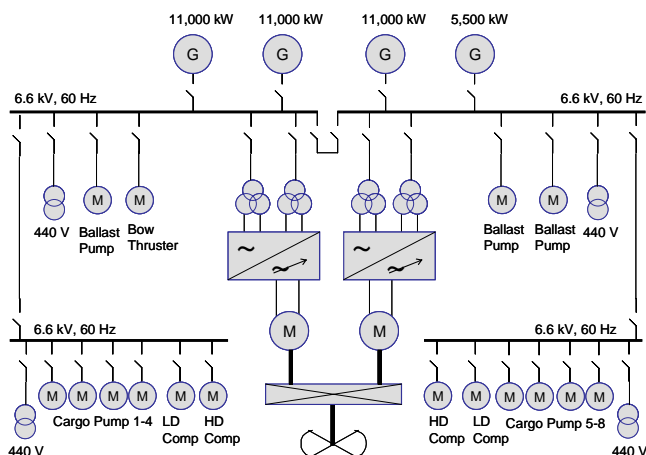 11,000 kW 11,000 kW 11,000 kW 5,500 kW
G G G G
6.6 kV, 60 Hz 6.6 kV, 60 Hz
M M M M
440 V Ballast Pump Bow Thruster Ballast Pump Ballast Pump 440 V
~ ~ ~ ~
M M
6.6 kV, 60 Hz 6.6 kV, 60 Hz
M M M M M M M M M M M M
Cargo Pump 1-4 LD Comp HD Comp HD Comp LD Comp Cargo Pump 5-8
440 V 440 V